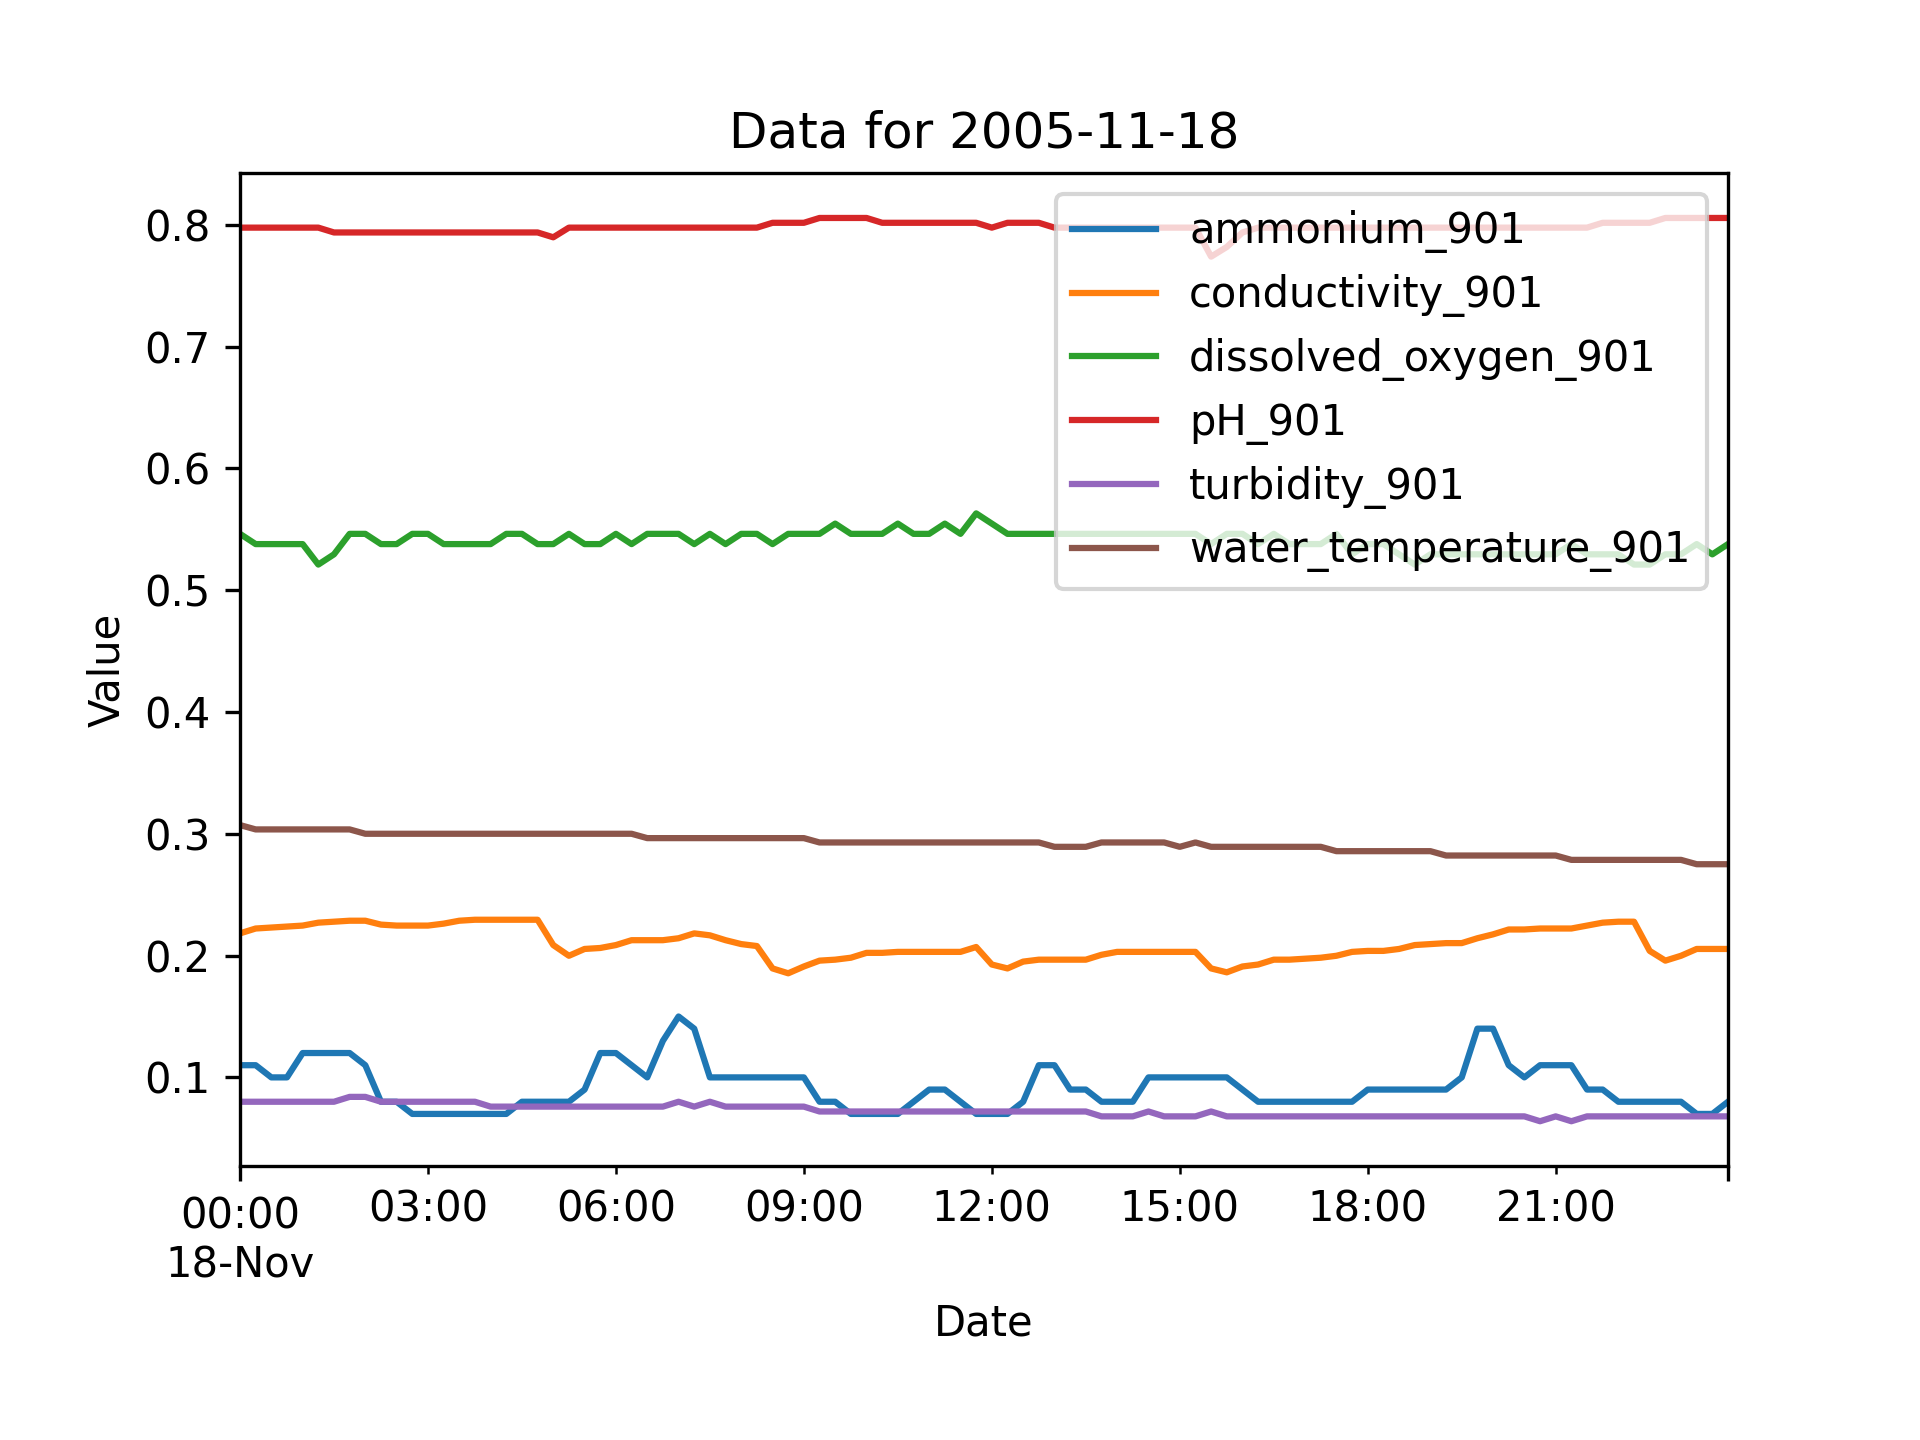 Data for 2005-11-18
ammonium_901
conductivity_901
dissolved_oxygen_901
pH_901
turbidity_901
water_temperature_901
0.8
0.7
0.6
0.5
0.4
0.3
0.2
0.1
Value
00:00 03:00 06:00 09:00 12:00 15:00 18:00 21:00
18-Nov
Date